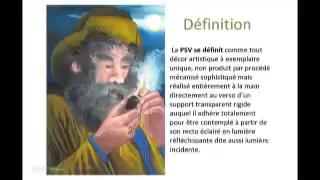 Définition
La PSV se définit comme tout
décor artistique à exemplaire
unique, non produit par procédé
mécanisé sophistiqué mais
réalisé entièrement à la main
directement au verso d'un
support transparent rigide
auquel il adhère totalement
pour être contemplé à partir de
son recto éclairé en lumière
réfléchissante dite aussi lumière
incidente.